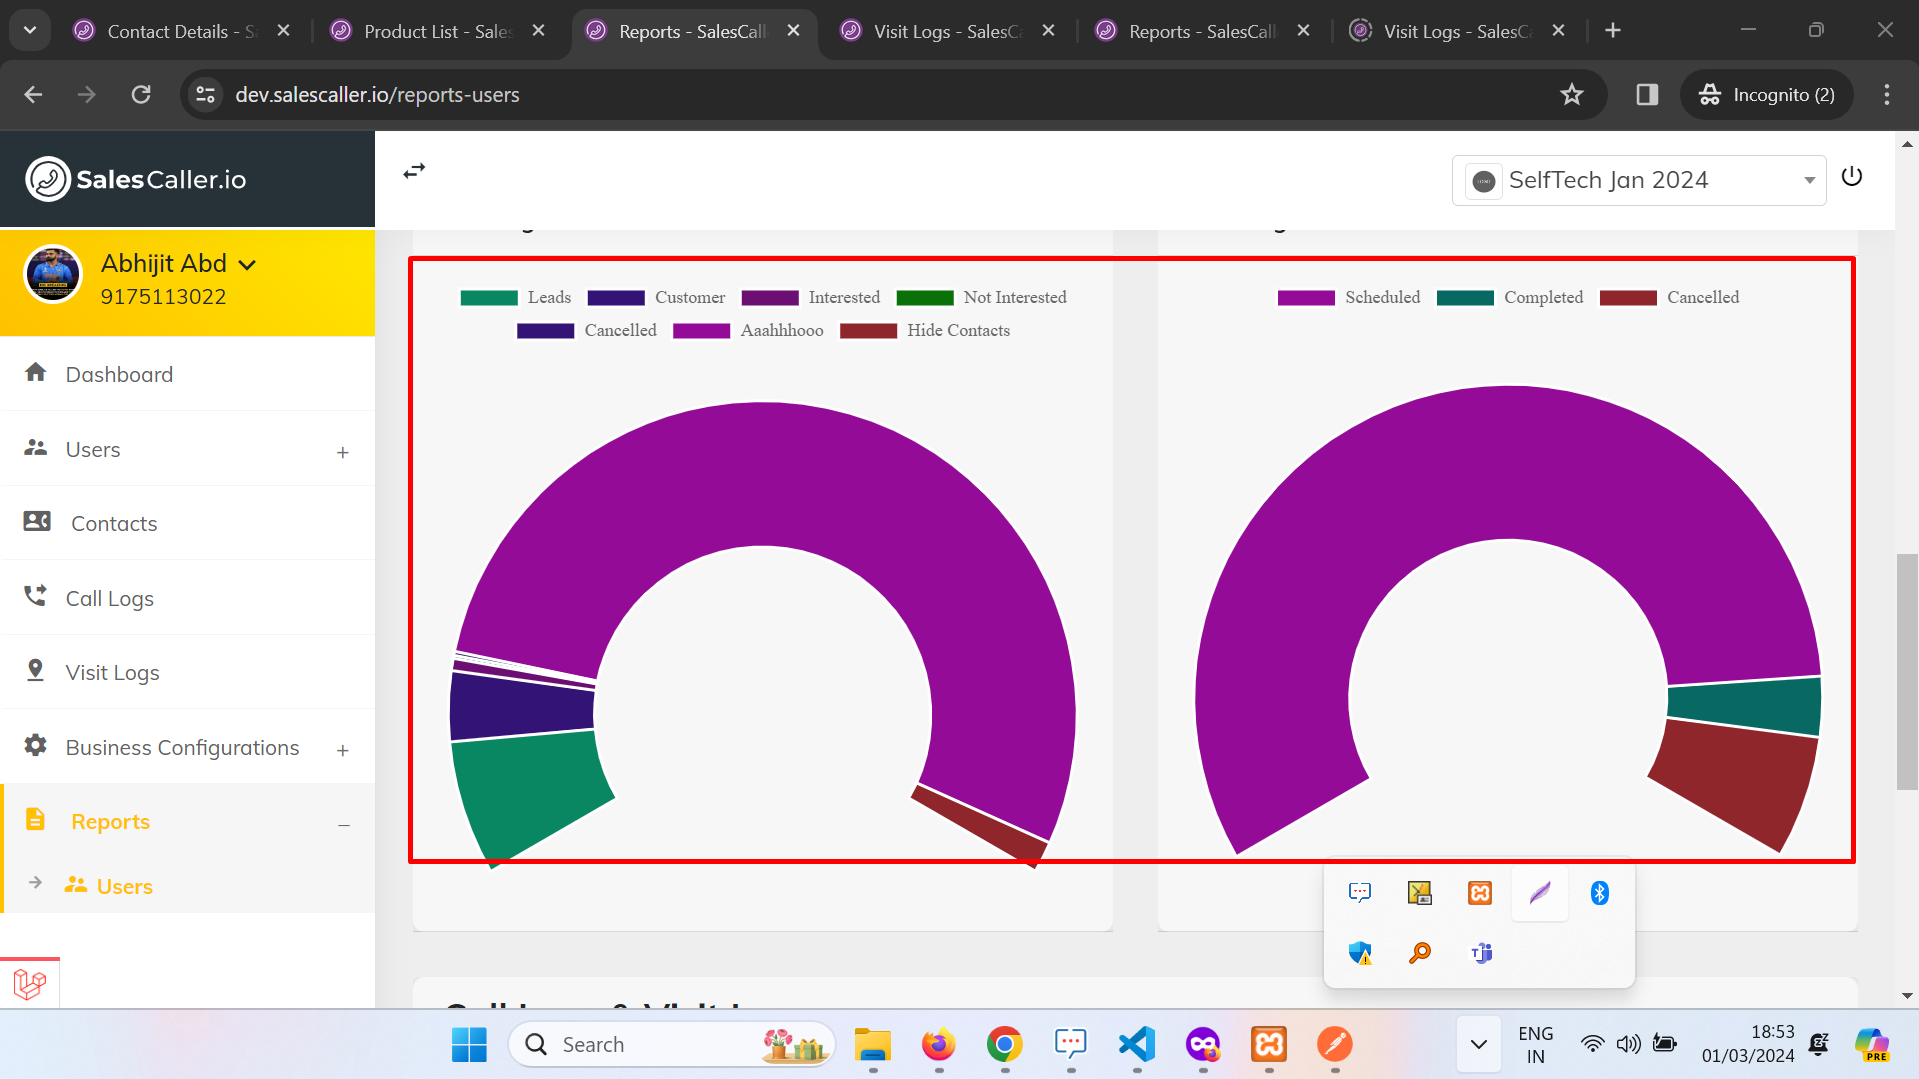 Contact Details - S
Product List - Sales
Reports - SalesCall
Visit Logs - SalesCa
Reports - SalesCall
Visit Logs - SalesCa
dev.salescaller.io/reports-users
Incognito (2)
SalesCaller.io
SelfTech Jan 2024
Abhijit Abd
9175113022
Dashboard
Users
Contacts
Call Logs
Visit Logs
Business Configurations
Reports
Users
Leads Customer Interested Not Interested
Cancelled Aaahhhooo Hide Contacts
Scheduled Completed Cancelled
Search
ENG
IN
18:53
01/03/2024
PRE